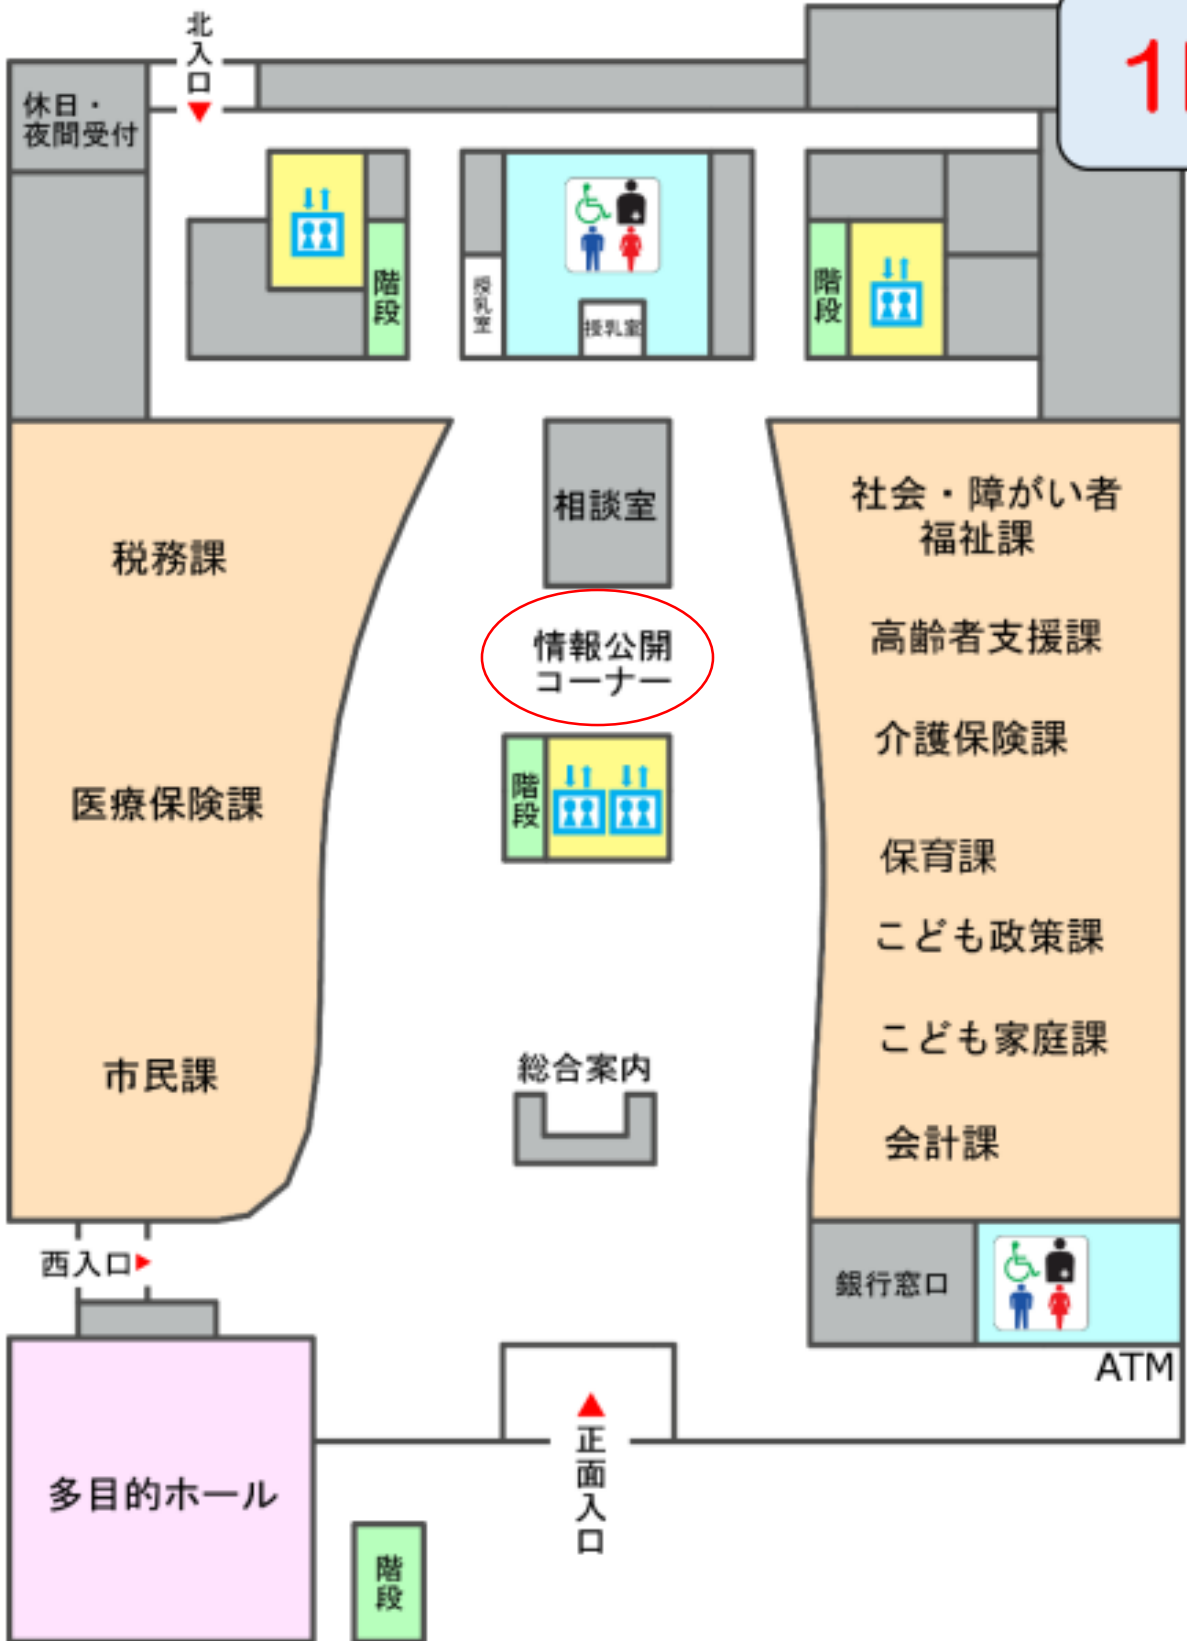 北入口
1
休日・
夜間受付
階段
授乳室
授乳室
階段
相談室
税務課
社会・障がい者
福祉課
情報公開
コーナー
高齢者支援課
介護保険課
階段
医療保険課
保育課
こども政策課
こども家庭課
総合案内
市民課
会計課
西入口
銀行窓口
ATM
正面入口
多目的ホール
階段